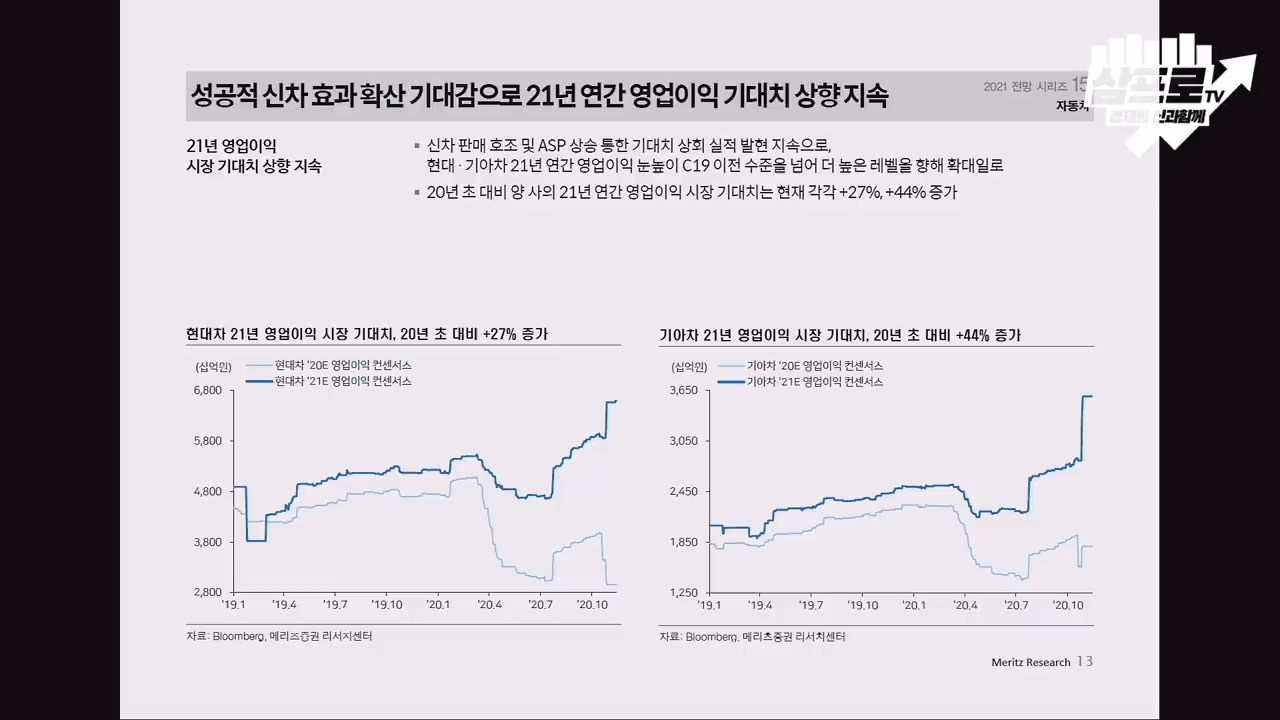 성공적 신차 효과 확산 기대감으로 21년 연간 영업이익 기대치 상향 지속
2021 전망 시리즈 15
자동차
삼프로TV
경제의 신과함께
21년 영업이익
시장 기대치 상향 지속
▪ 신차 판매 호조 및 ASP 상승 통한 기대치 상회 실적 발현 지속으로,
현대·기아차 21년 연간 영업이익 눈높이 C19 이전 수준을 넘어 더 높은 레벨을 향해 확대일로
▪ 20년 초 대비 양 사의 21년 연간 영업이익 시장 기대치는 현재 각각 +27%, +44% 증가
현대차 21년 영업이익 시장 기대치, 20년 초 대비 +27% 증가
(십억원)
현대차 '20E 영업이익 컨센서스
현대차 '21E 영업이익 컨센서스
6,800
5,800
4,800
3,800
2,800
'19.1 '19.4 '19.7 '19.10 '20.1 '20.4 '20.7 '20.10
자료: Bloomberg, 메리츠증권 리서치센터
기아차 21년 영업이익 시장 기대치, 20년 초 대비 +44% 증가
(십억원)
기아차 '20E 영업이익 컨센서스
기아차 '21E 영업이익 컨센서스
3,650
3,050
2,450
1,850
1,250
'19.1 '19.4 '19.7 '19.10 '20.1 '20.4 '20.7 '20.10
자료: Bloomberg, 메리츠증권 리서치센터
Meritz Research 13